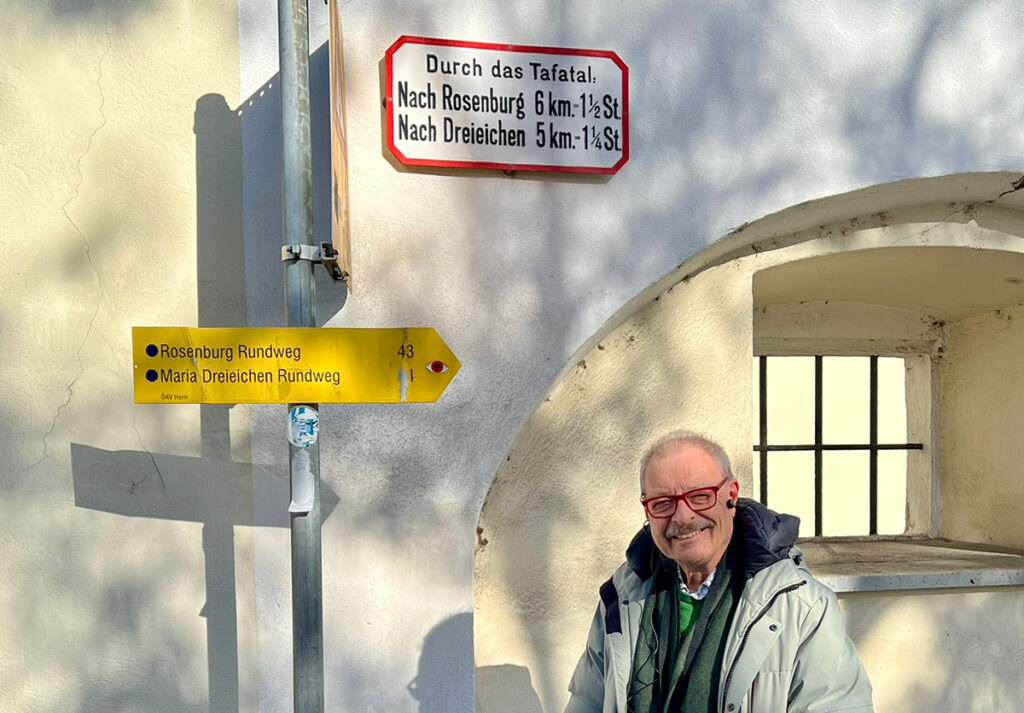 Durch das Tafatal:
Nach Rosenburg 6 km.-1½ St.
Nach Dreieichen 5 km.-1¼ St.
Rosenburg Rundweg 43
Maria Dreieichen Rundweg
ÖAV Horn